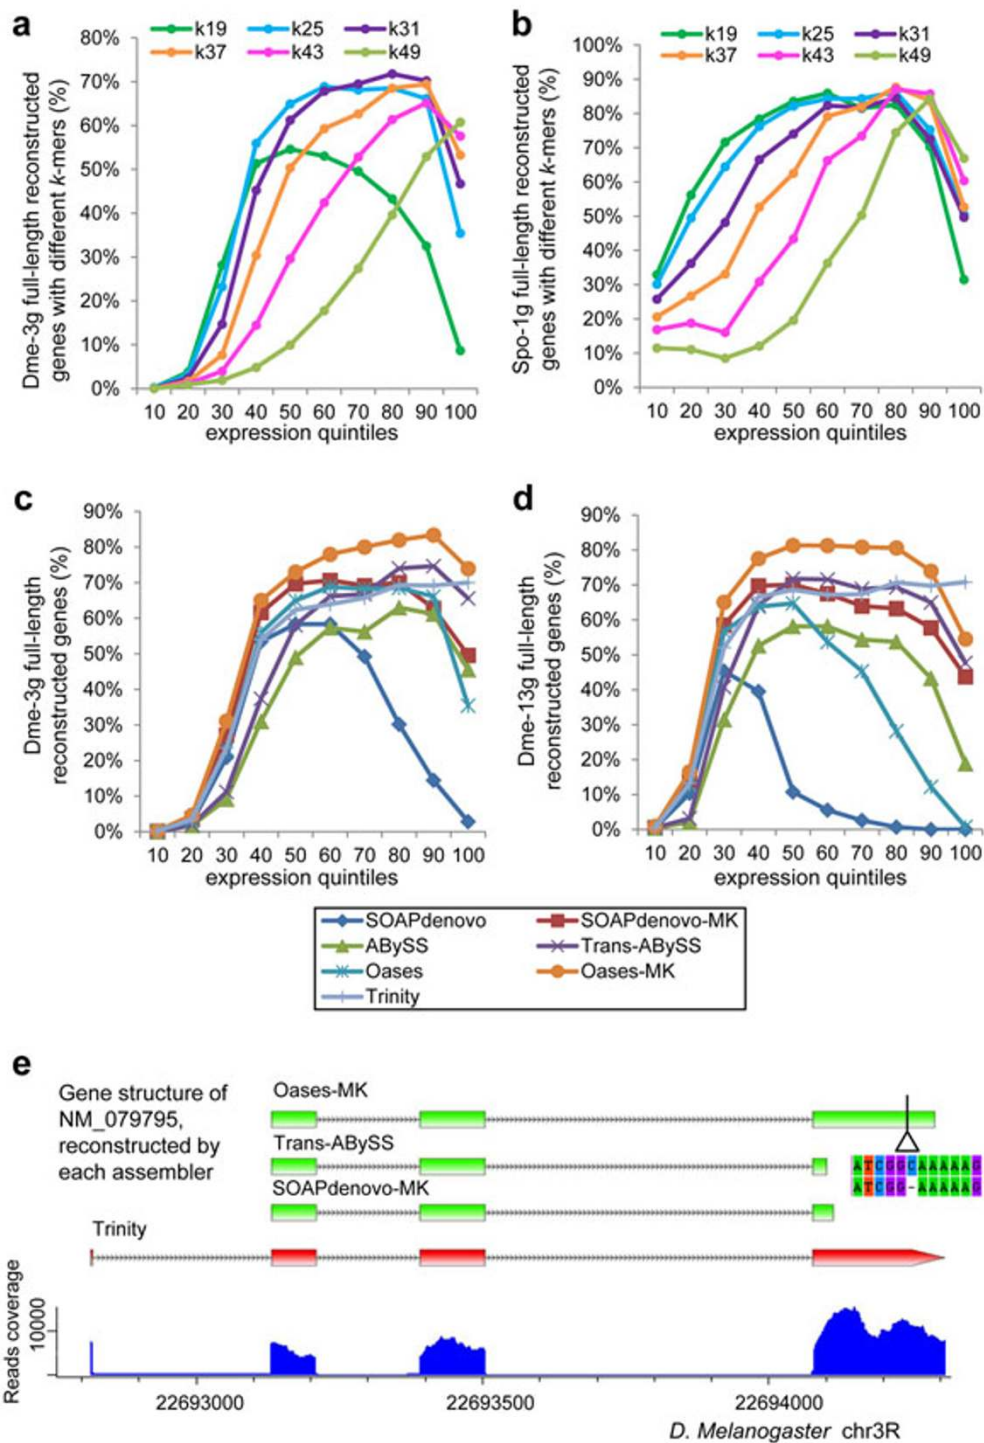 a
k19 k25 k31
k37 k43 k49
Dme-3g full-length reconstructed
genes with different k-mers (%)
80%
70%
60%
50%
40%
30%
20%
10%
0%
10 20 30 40 50 60 70 80 90 100
expression quintiles
b
k19 k25 k31
k37 k43 k49
Spo-1g full-length reconstructed
genes with different k-mers (%)
100%
90%
80%
70%
60%
50%
40%
30%
20%
10%
0%
10 20 30 40 50 60 70 80 90 100
expression quintiles
c
Dme-3g full-length
reconstructed genes (%)
90%
80%
70%
60%
50%
40%
30%
20%
10%
0%
10 20 30 40 50 60 70 80 90 100
expression quintiles
d
Dme-13g full-length
reconstructed genes (%)
90%
80%
70%
60%
50%
40%
30%
20%
10%
0%
10 20 30 40 50 60 70 80 90 100
expression quintiles
SOAPdenovo SOAPdenovo-MK
ABySS Trans-ABySS
Oases Oases-MK
Trinity
e
Gene structure of
NM_079795,
reconstructed by
each assembler
Oases-MK
Trans-ABySS
SOAPdenovo-MK
Trinity
ATCGGCAAAAAG
ATCGG-AAAAAG
Reads coverage
10000
22693000 22693500 22694000
D. Melanogaster chr3R